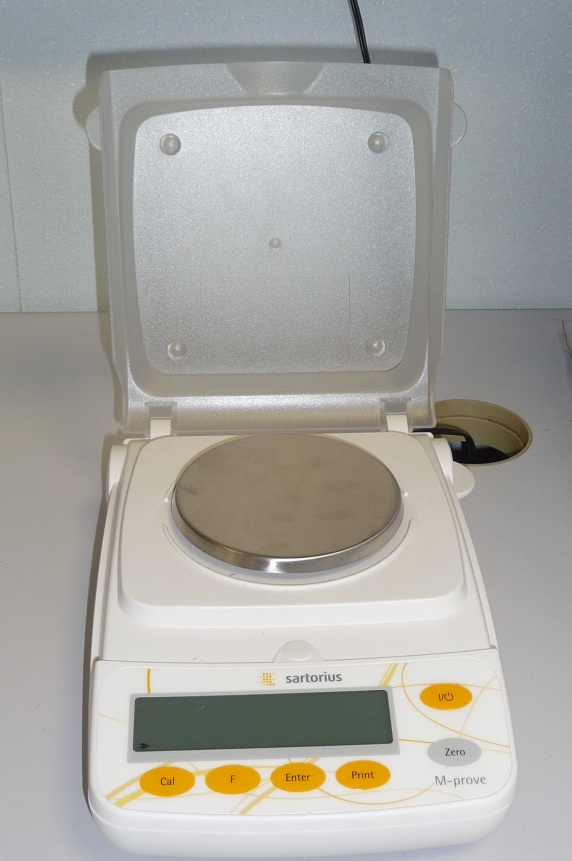 sartorius
I/⏻
Zero
Cal
F
Enter
Print
M-prove